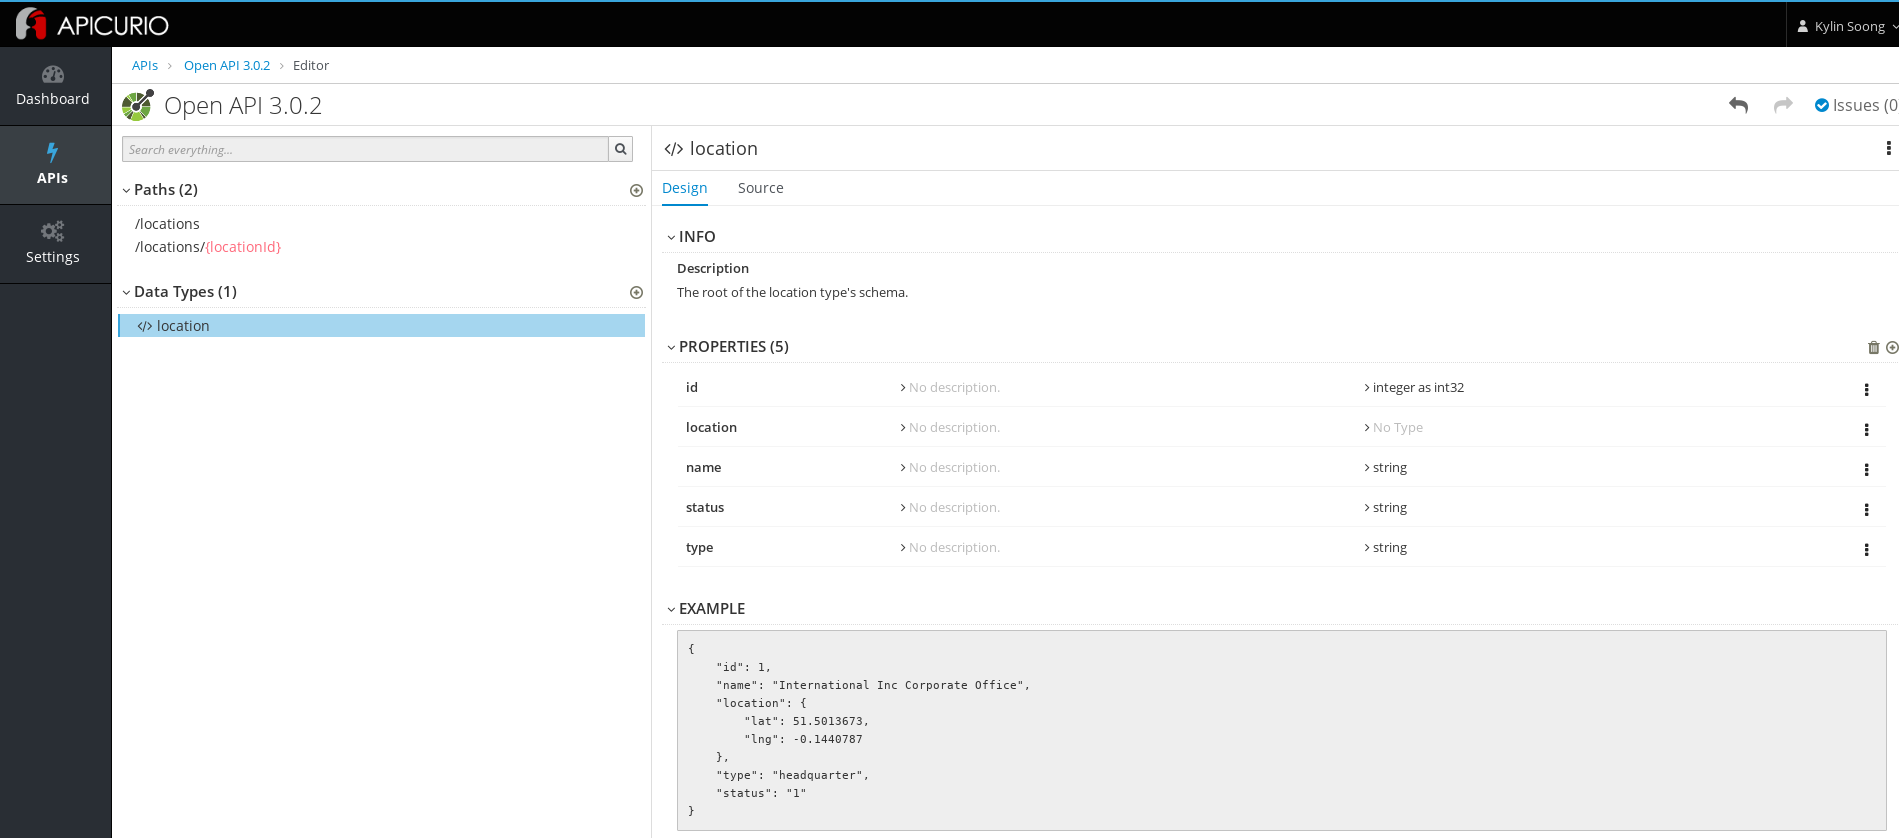 APICURIO
Kylin Soong
Dashboard
APIs
Settings
APIs > Open API 3.0.2 > Editor
Open API 3.0.2
Issues (0
Search everything...
Paths (2)
/locations
/locations/{locationId}
Data Types (1)
</> location
</> location
Design Source
INFO
Description
The root of the location type's schema.
PROPERTIES (5)
id No description. integer as int32
location No description. No Type
name No description. string
status No description. string
type No description. string
EXAMPLE
{
    "id": 1,
    "name": "International Inc Corporate Office",
    "location": {
        "lat": 51.5013673,
        "lng": -0.1440787
    },
    "type": "headquarter",
    "status": "1"
}